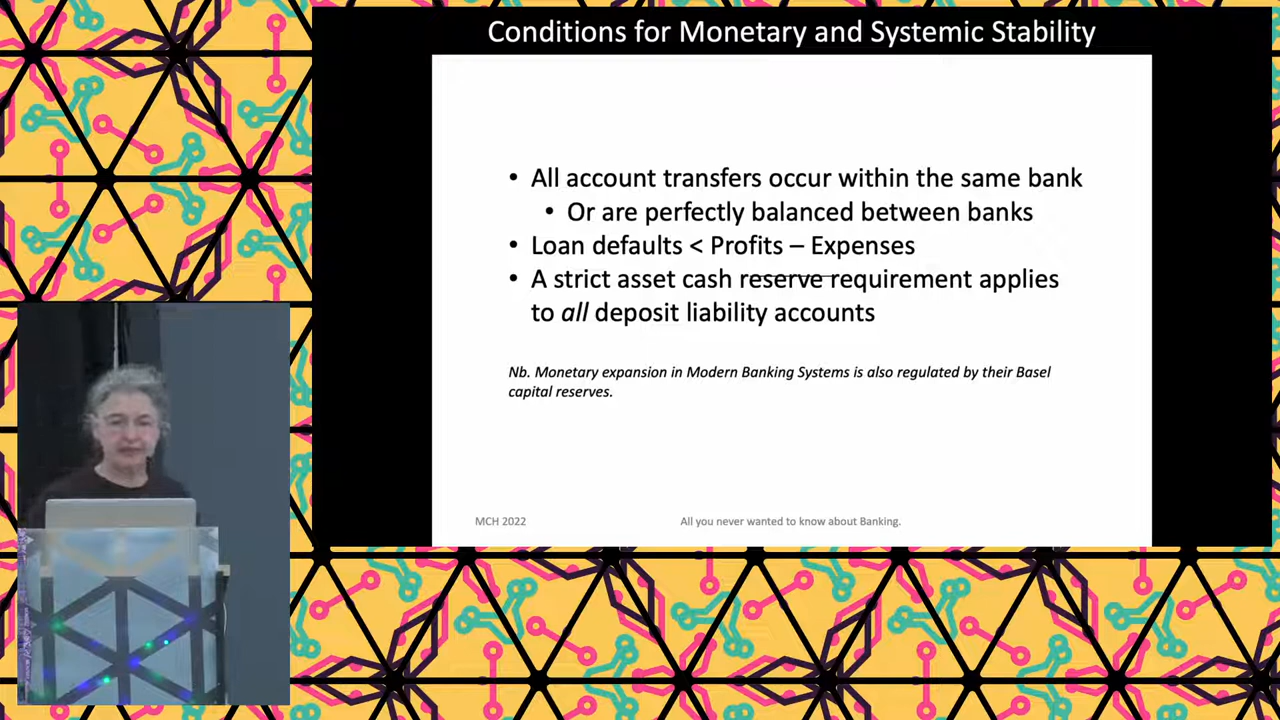 Conditions for Monetary and Systemic Stability
• All account transfers occur within the same bank
• Or are perfectly balanced between banks
• Loan defaults < Profits – Expenses
• A strict asset cash reserve requirement applies
to all deposit liability accounts
Nb. Monetary expansion in Modern Banking Systems is also regulated by their Basel
capital reserves.
MCH 2022
All you never wanted to know about Banking.